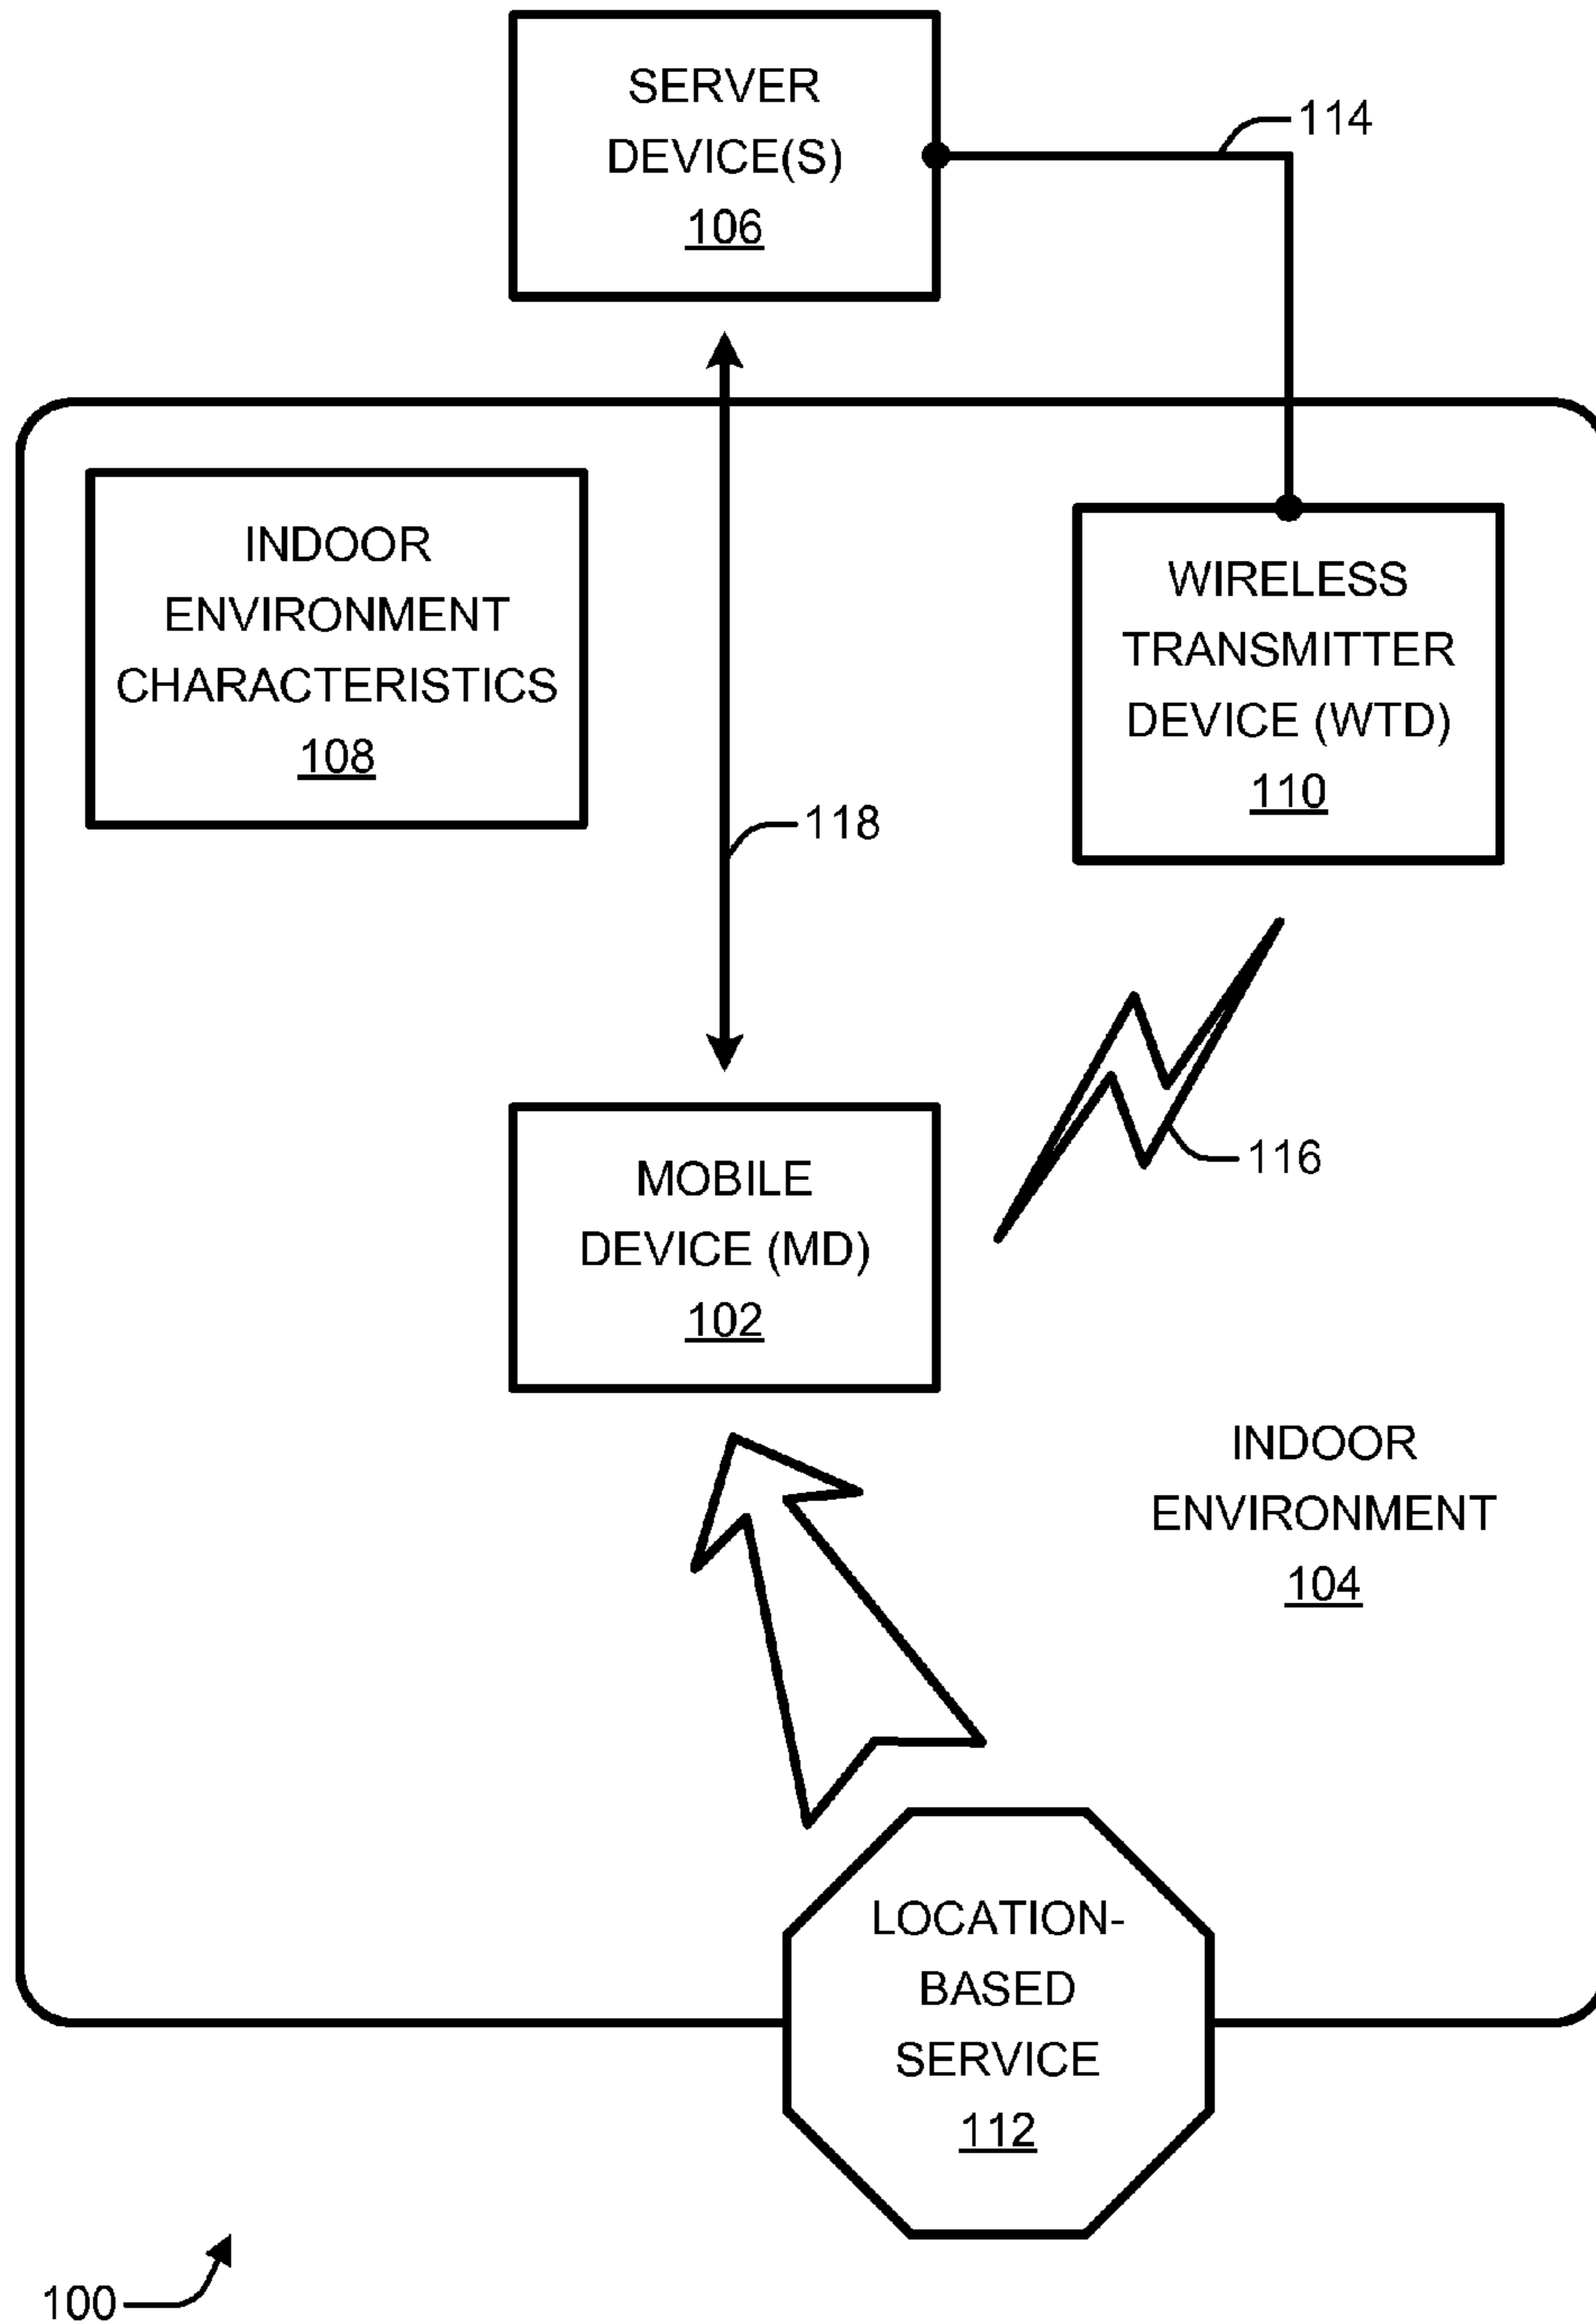 SERVER
DEVICE(S)
106
114
INDOOR
ENVIRONMENT
CHARACTERISTICS
108
WIRELESS
TRANSMITTER
DEVICE (WTD)
110
118
116
MOBILE
DEVICE (MD)
102
INDOOR
ENVIRONMENT
104
LOCATION-
BASED
SERVICE
112
100